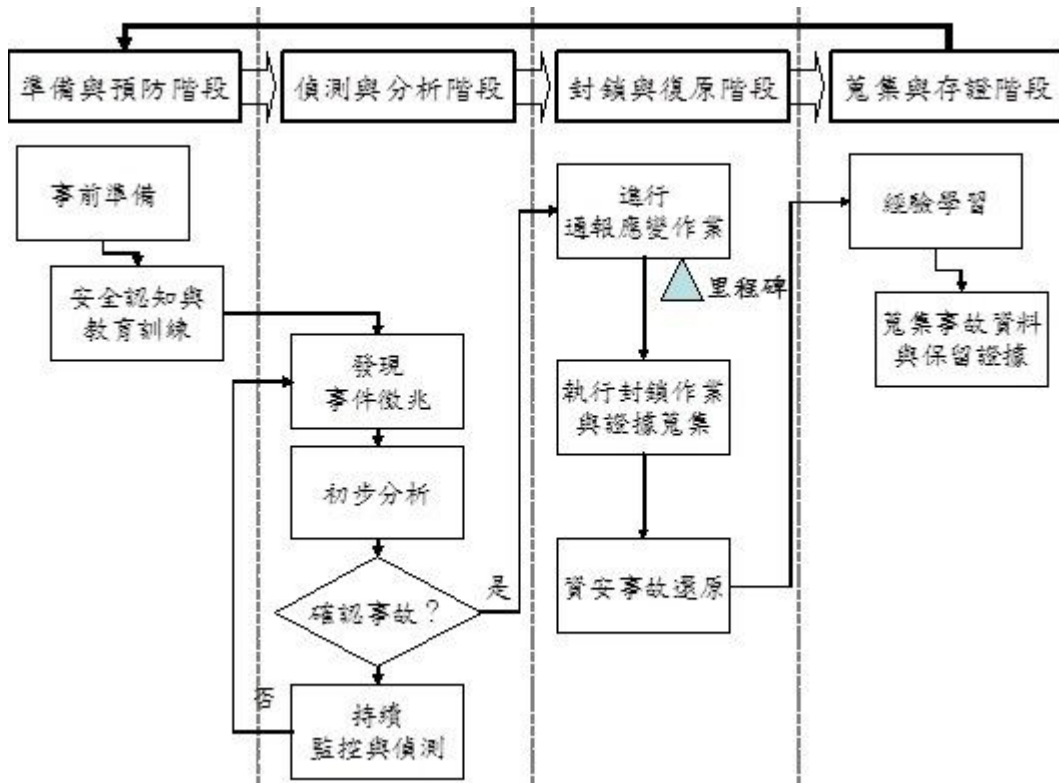 準備與預防階段
偵測與分析階段
封鎖與復原階段
蒐集與存證階段
事前準備
安全認知與
教育訓練
發現
事件徵兆
初步分析
確認事故？
是
否
持續
監控與偵測
進行
通報應變作業
里程碑
執行封鎖作業
與證據蒐集
資安事故還原
經驗學習
蒐集事故資料
與保留證據